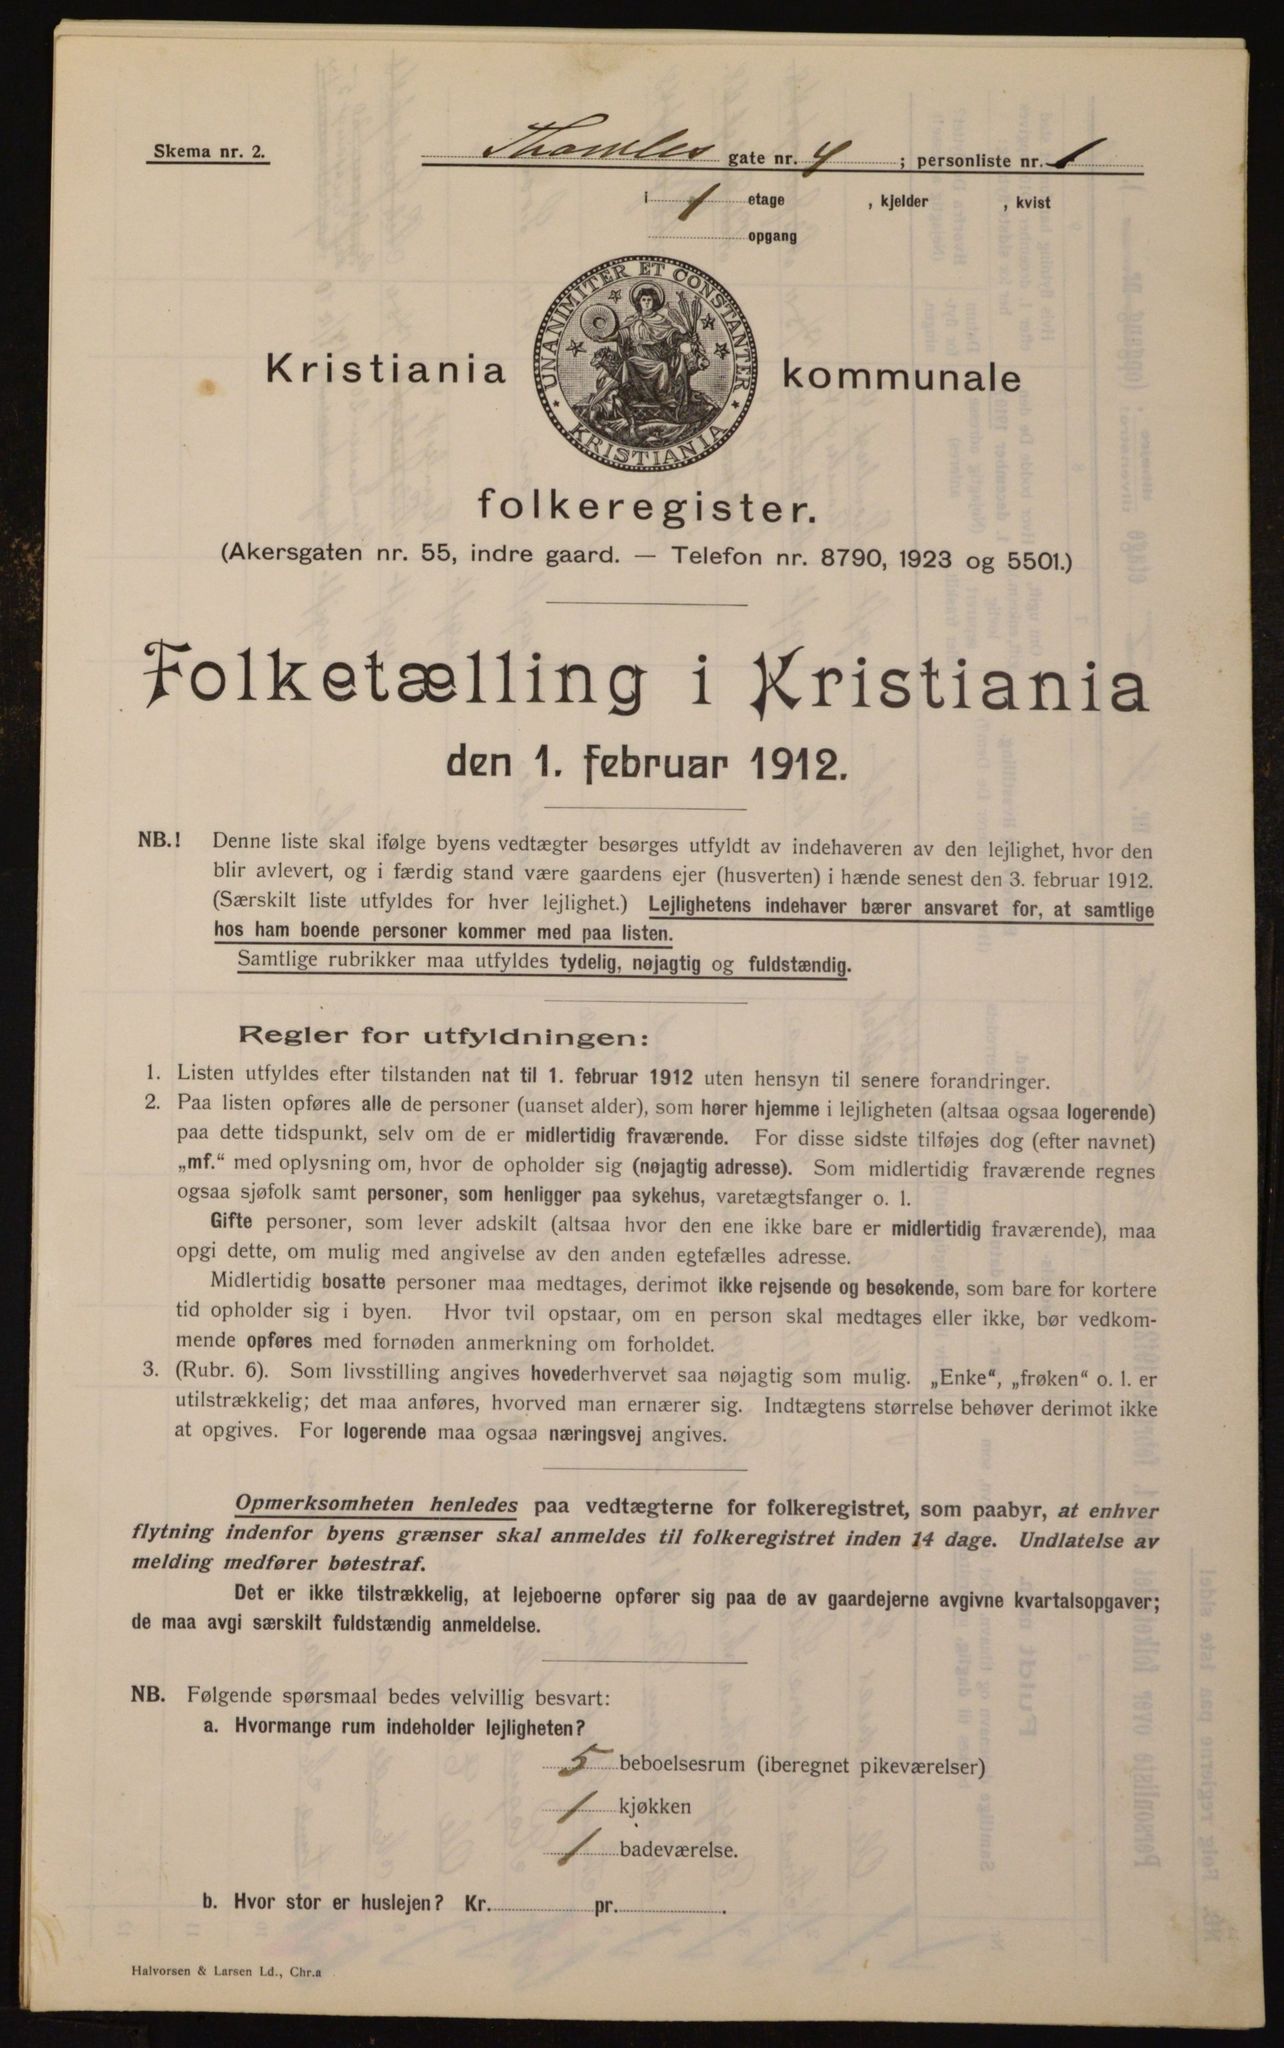 Skema nr. 2.
Thomles gate nr. 4 ; personliste nr. 1
i 1 etage , kjelder , kvist
opgang
UNANIMITER ET CONSTANTER
KRISTIANIA
Kristiania kommunale
folkeregister.
(Akersgaten nr. 55, indre gaard. — Telefon nr. 8790, 1923 og 5501.)
Folketælling i Kristiania
den 1. februar 1912.
NB.! Denne liste skal ifølge byens vedtægter besørges utfyldt av indehaveren av den lejlighet, hvor den
blir avlevert, og i færdig stand være gaardens ejer (husverten) i hænde senest den 3. februar 1912.
(Særskilt liste utfyldes for hver lejlighet.) Lejlighetens indehaver bærer ansvaret for, at samtlige
hos ham boende personer kommer med paa listen.
Samtlige rubrikker maa utfyldes tydelig, nøjagtig og fuldstændig.
Regler for utfyldningen:
1. Listen utfyldes efter tilstanden nat til 1. februar 1912 uten hensyn til senere forandringer.
2. Paa listen opføres alle de personer (uanset alder), som hører hjemme i lejligheten (altsaa ogsaa logerende)
paa dette tidspunkt, selv om de er midlertidig fraværende. For disse sidste tilføjes dog (efter navnet)
„mf.“ med oplysning om, hvor de opholder sig (nøjagtig adresse). Som midlertidig fraværende regnes
ogsaa sjøfolk samt personer, som henligger paa sykehus, varetægtsfanger o. l.
Gifte personer, som lever adskilt (altsaa hvor den ene ikke bare er midlertidig fraværende), maa
opgi dette, om mulig med angivelse av den anden egtefælles adresse.
Midlertidig bosatte personer maa medtages, derimot ikke rejsende og besøkende, som bare for kortere
tid opholder sig i byen. Hvor tvil opstaar, om en person skal medtages eller ikke, bør vedkom-
mende opføres med fornøden anmerkning om forholdet.
3. (Rubr. 6). Som livsstilling angives hovederhvervet saa nøjagtig som mulig. „Enke“, „frøken“ o. l. er
utilstrækkelig; det maa anføres, hvorved man ernærer sig. Indtægtens størrelse behøver derimot ikke
at opgives. For logerende maa ogsaa næringsvej angives.
Opmerksomheten henledes paa vedtægterne for folkeregistret, som paabyr, at enhver
flytning indenfor byens grænser skal anmeldes til folkeregistret inden 14 dage. Undlatelse av
melding medfører bøtestraf.
Det er ikke tilstrækkelig, at lejeboerne opfører sig paa de av gaardejerne avgivne kvartalsopgaver;
de maa avgi særskilt fuldstændig anmeldelse.
NB. Følgende spørsmaal bedes velvillig besvart:
a. Hvormange rum indeholder lejligheten?
5 beboelsesrum (iberegnet pikeværelser)
1 kjøkken
1 badeværelse.
b. Hvor stor er huslejen? Kr. pr. .
Halvorsen & Larsen Ld., Chr.a